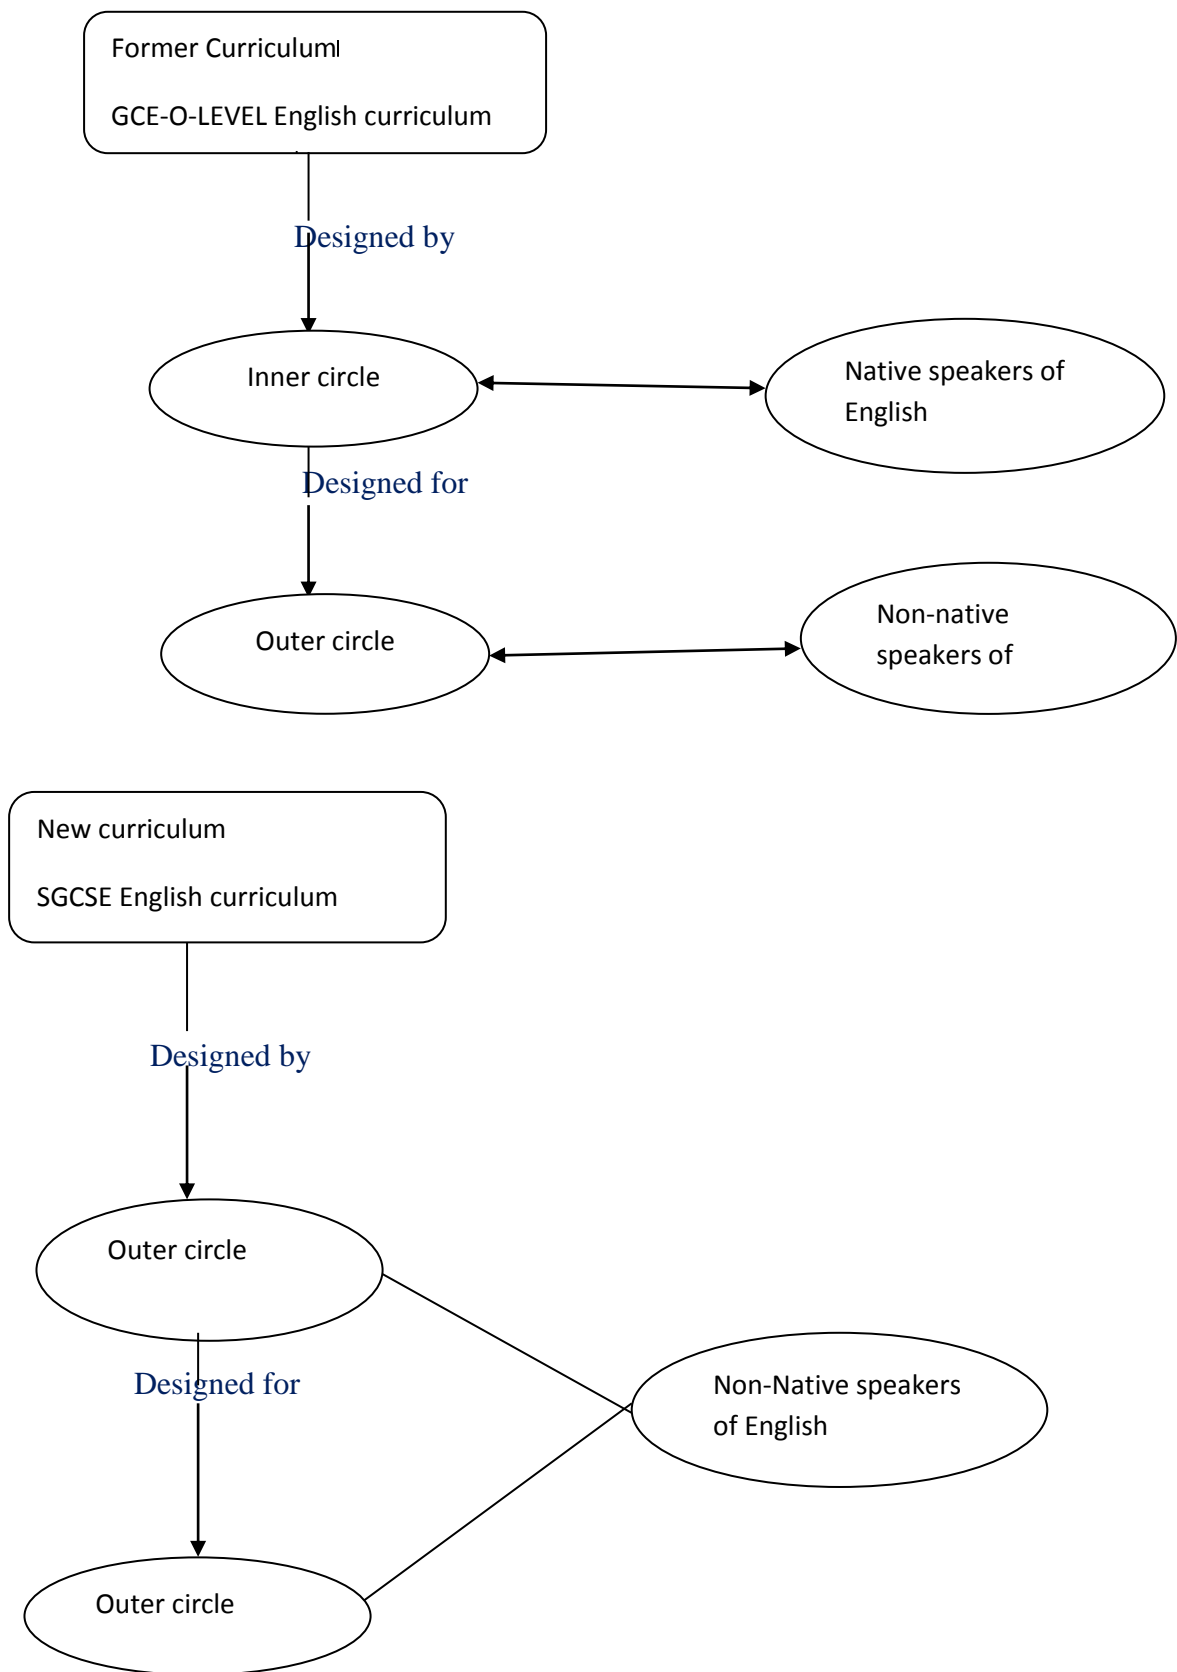 Former Curriculum
GCE-O-LEVEL English curriculum
Designed by
Inner circle
Native speakers of
English
Designed for
Outer circle
Non-native
speakers of
New curriculum
SGCSE English curriculum
Designed by
Outer circle
Designed for
Non-Native speakers
of English
Outer circle